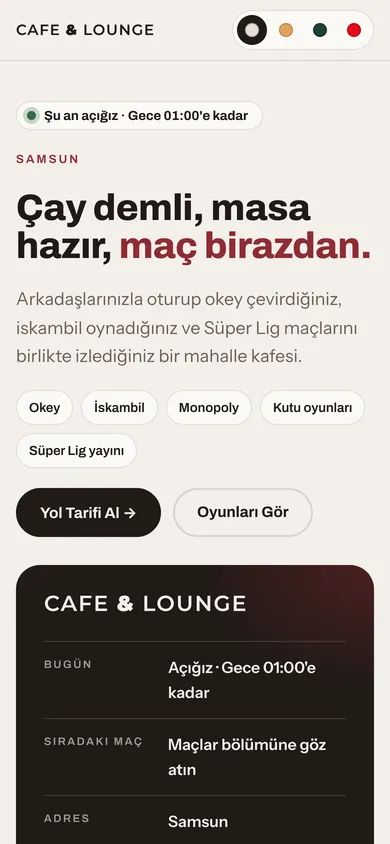 CAFE & LOUNGE
Şu an açığız · Gece 01:00'e kadar
SAMSUN
Çay demli, masa
hazır, maç birazdan.
Arkadaşlarınızla oturup okey çevirdiğiniz,
iskambil oynadığınız ve Süper Lig maçlarını
birlikte izlediğiniz bir mahalle kafesi.
Okey
İskambil
Monopoly
Kutu oyunları
Süper Lig yayını
Yol Tarifi Al →
Oyunları Gör
CAFE & LOUNGE
BUGÜN
Açığız · Gece 01:00'e
kadar
SIRADAKİ MAÇ
Maçlar bölümüne göz
atın
ADRES
Samsun